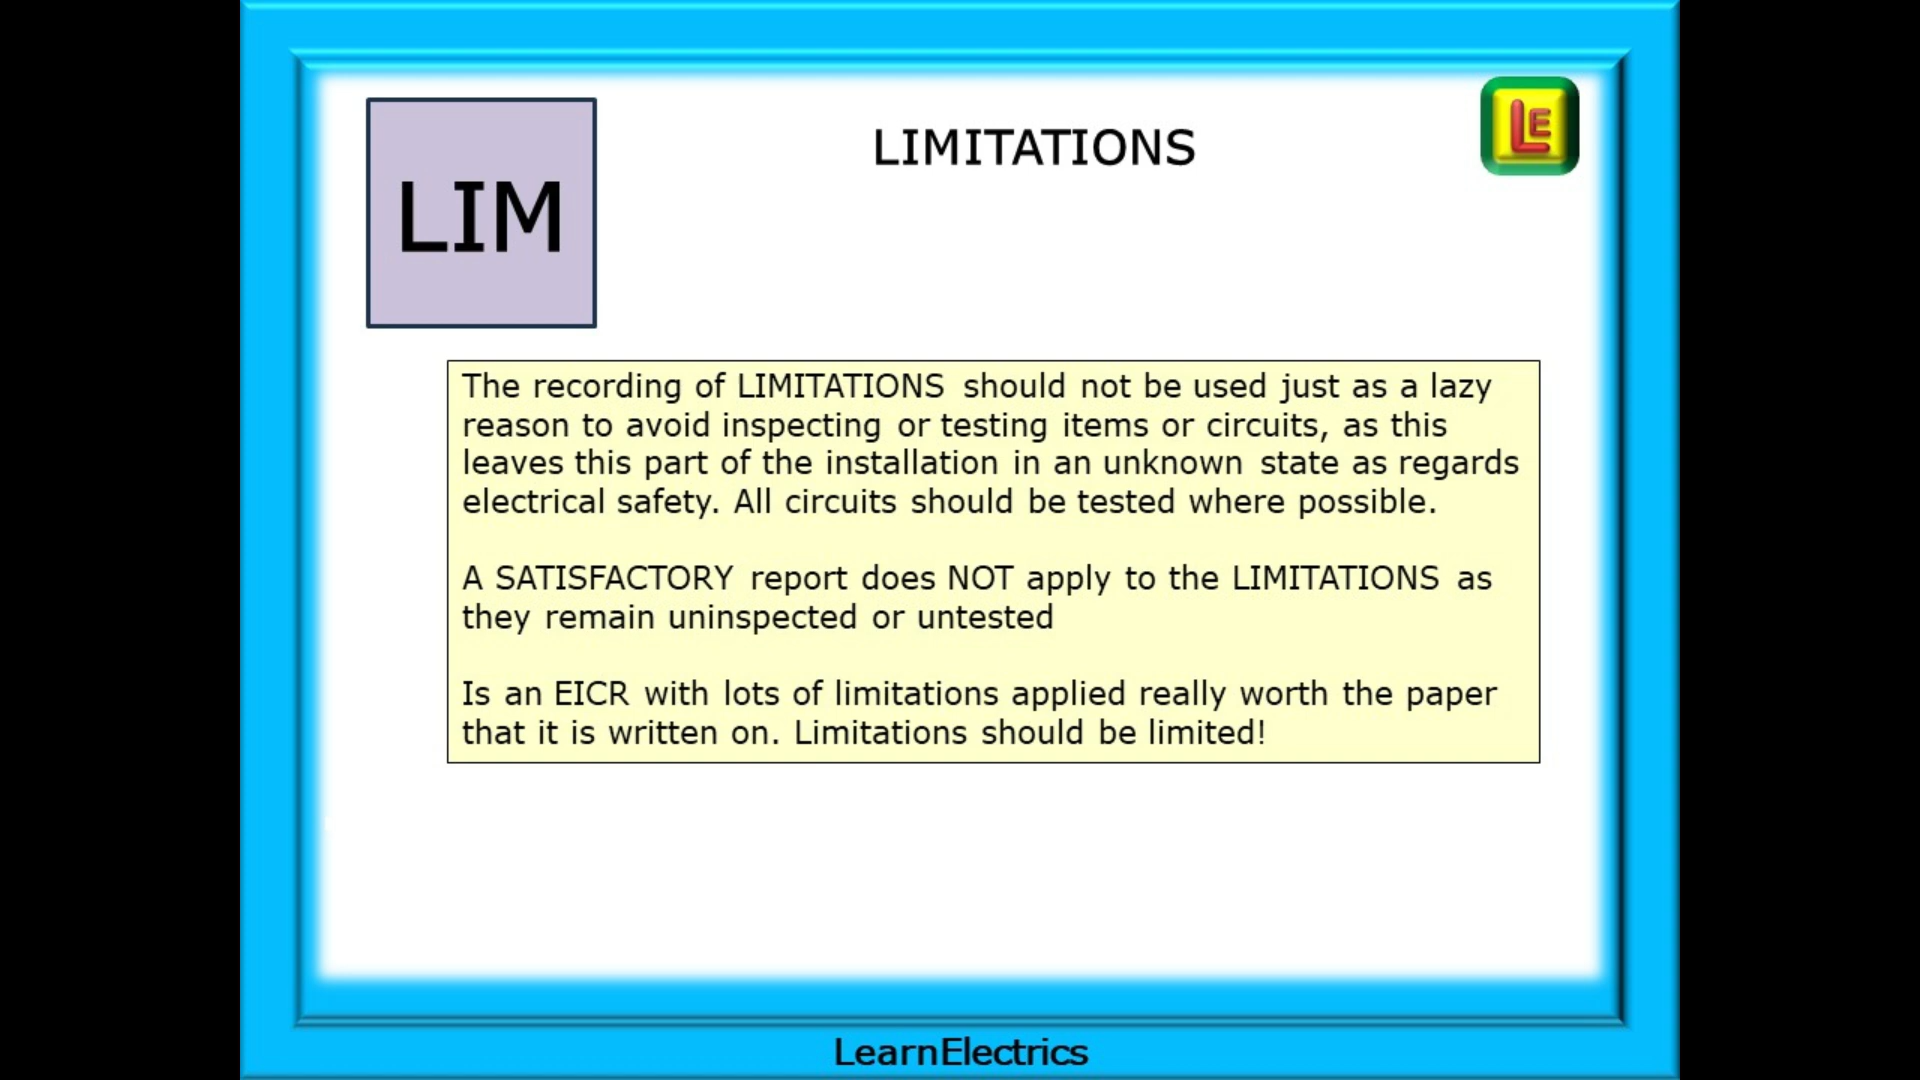 LIM
LIMITATIONS
LE
The recording of LIMITATIONS should not be used just as a lazy
reason to avoid inspecting or testing items or circuits, as this
leaves this part of the installation in an unknown state as regards
electrical safety. All circuits should be tested where possible.
A SATISFACTORY report does NOT apply to the LIMITATIONS as
they remain uninspected or untested
Is an EICR with lots of limitations applied really worth the paper
that it is written on. Limitations should be limited!
LearnElectrics